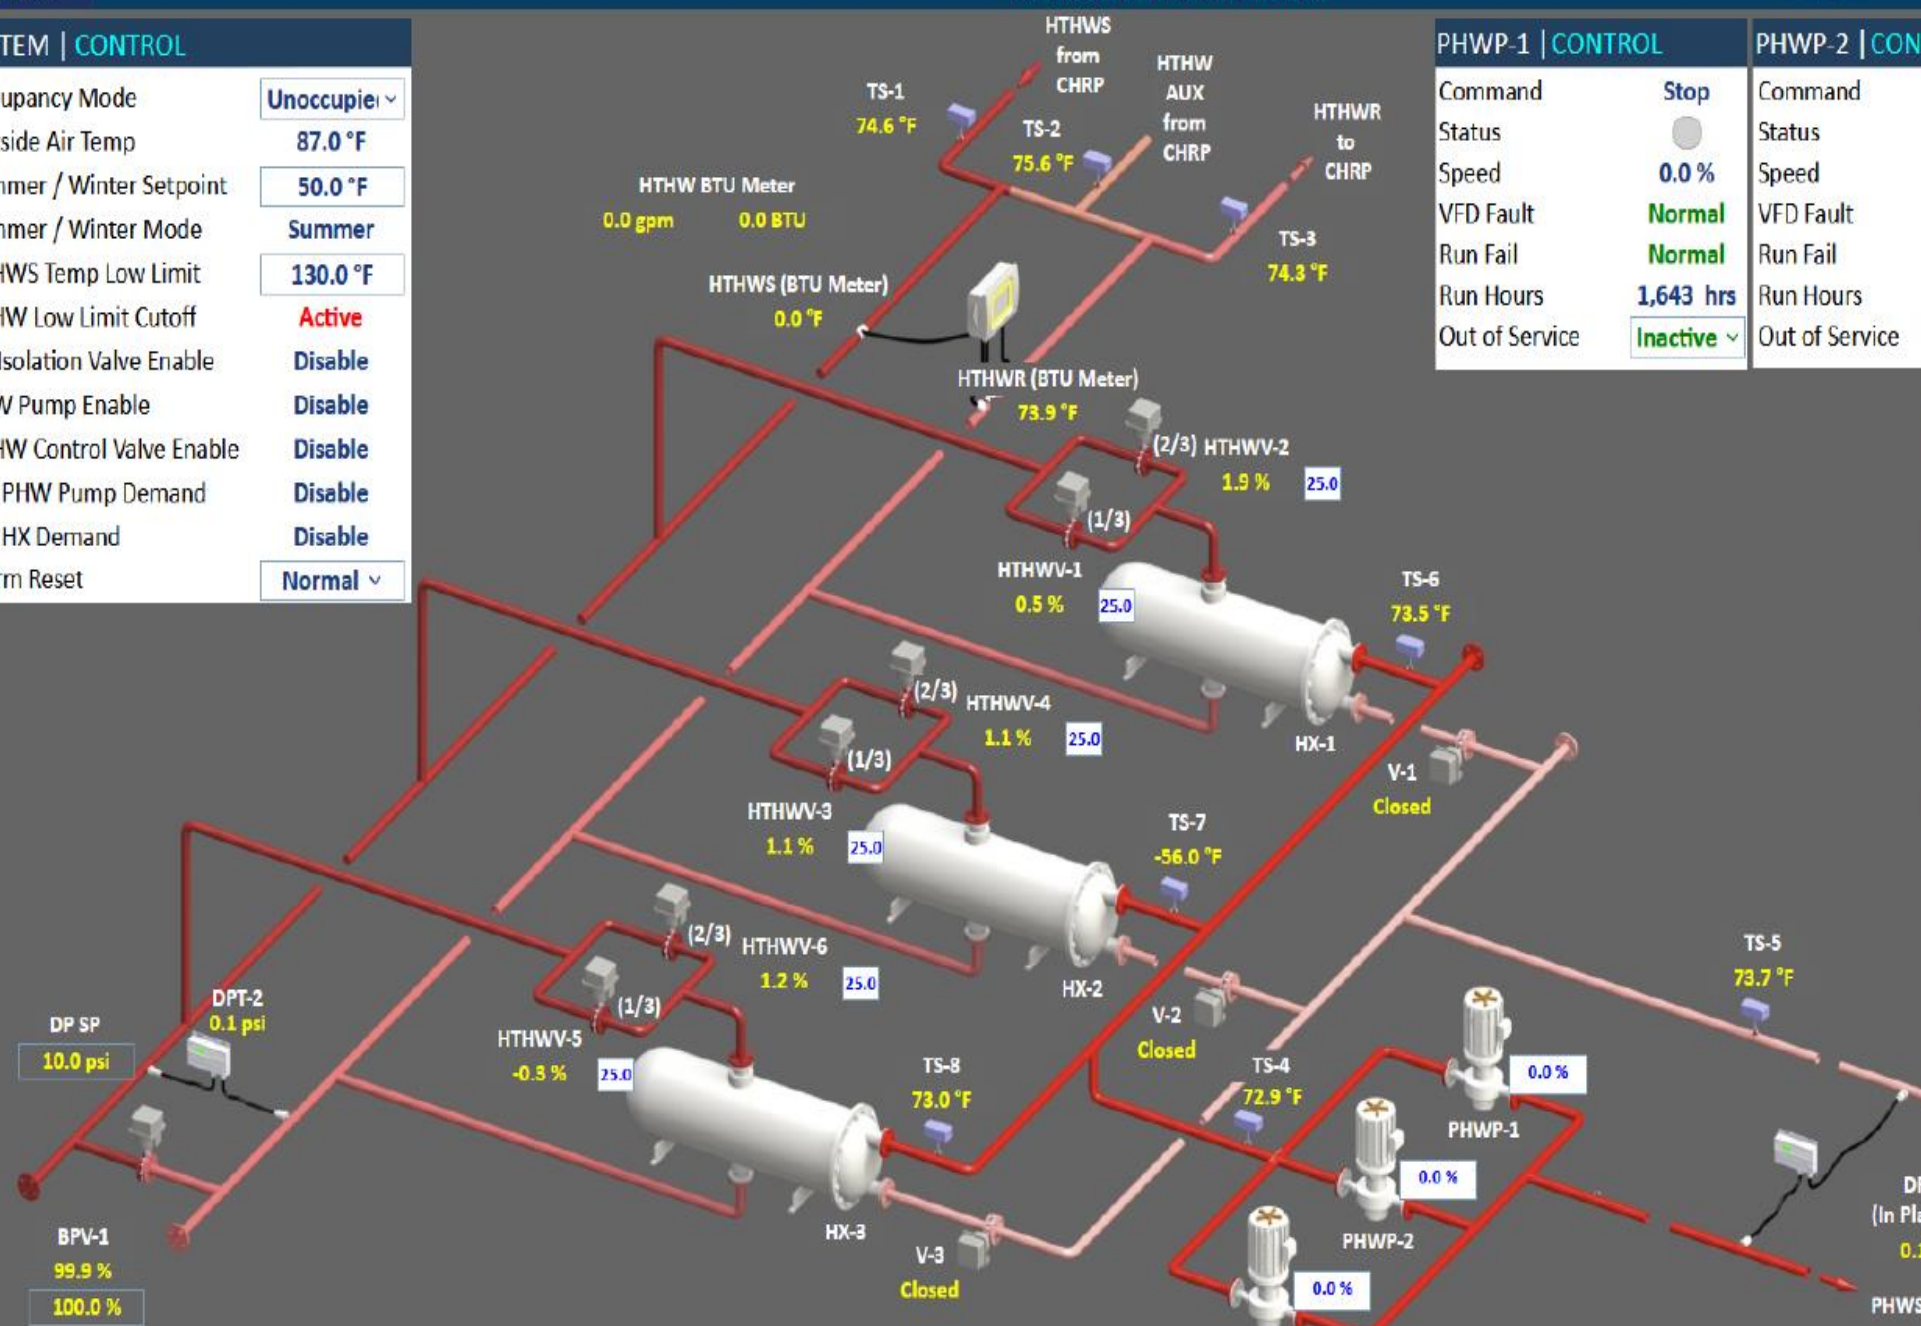 TEM | CONTROL
upancy Mode Unoccupie
side Air Temp 87.0 °F
mer / Winter Setpoint 50.0 °F
mer / Winter Mode Summer
HWS Temp Low Limit 130.0 °F
HW Low Limit Cutoff Active
Isolation Valve Enable Disable
W Pump Enable Disable
HW Control Valve Enable Disable
PHW Pump Demand Disable
HX Demand Disable
rm Reset Normal
HTHWS
from
CHRP
HTHW
AUX
from
CHRP
HTHWR
to
CHRP
TS-1
74.6 °F
TS-2
75.6 °F
TS-3
74.3 °F
HTHW BTU Meter
0.0 gpm 0.0 BTU
HTHWS (BTU Meter)
0.0 °F
HTHWR (BTU Meter)
73.9 °F
PHWP-1 | CONTROL
Command Stop
Status
Speed 0.0 %
VFD Fault Normal
Run Fail Normal
Run Hours 1,643 hrs
Out of Service Inactive
PHWP-2 | CON
Command
Status
Speed
VFD Fault
Run Fail
Run Hours
Out of Service
(2/3) HTHWV-2
1.9 % 25.0
(1/3)
HTHWV-1
0.5 % 25.0
TS-6
73.5 °F
HX-1
V-1
Closed
(2/3) HTHWV-4
1.1 % 25.0
(1/3)
HTHWV-3
1.1 % 25.0
TS-7
-56.0 °F
HX-2
V-2
Closed
(2/3) HTHWV-6
1.2 % 25.0
(1/3)
HTHWV-5
-0.3 % 25.0
TS-8
73.0 °F
HX-3
V-3
Closed
DPT-2
0.1 psi
DP SP
10.0 psi
BPV-1
99.9 %
100.0 %
TS-4
72.9 °F
TS-5
73.7 °F
0.0 %
PHWP-1
0.0 %
PHWP-2
0.0 %
(In Pla
0.1
PHWS